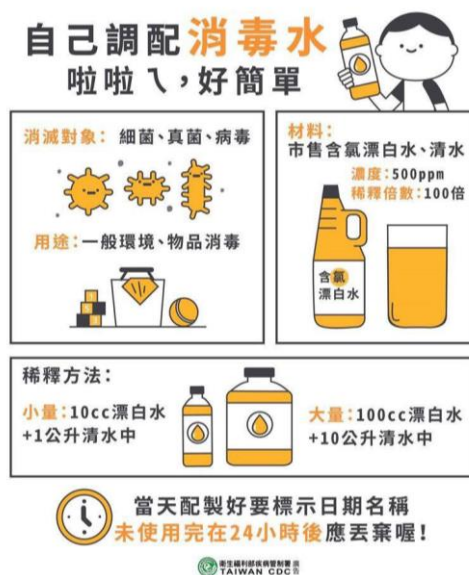 自己調配消毒水
啦啦ㄟ,好簡單
消滅對象: 細菌、真菌、病毒
用途:一般環境、物品消毒
材料:
市售含氯漂白水、清水
濃度:500ppm
稀釋倍數:100倍
含氯
漂白水
稀釋方法:
小量:10cc漂白水
+1公升清水中
大量:100cc漂白水
+10公升清水中
當天配製好要標示日期名稱
未使用完在24小時後應丟棄喔!
衛生福利部疾病管制署
TAIWAN CDC
廣告